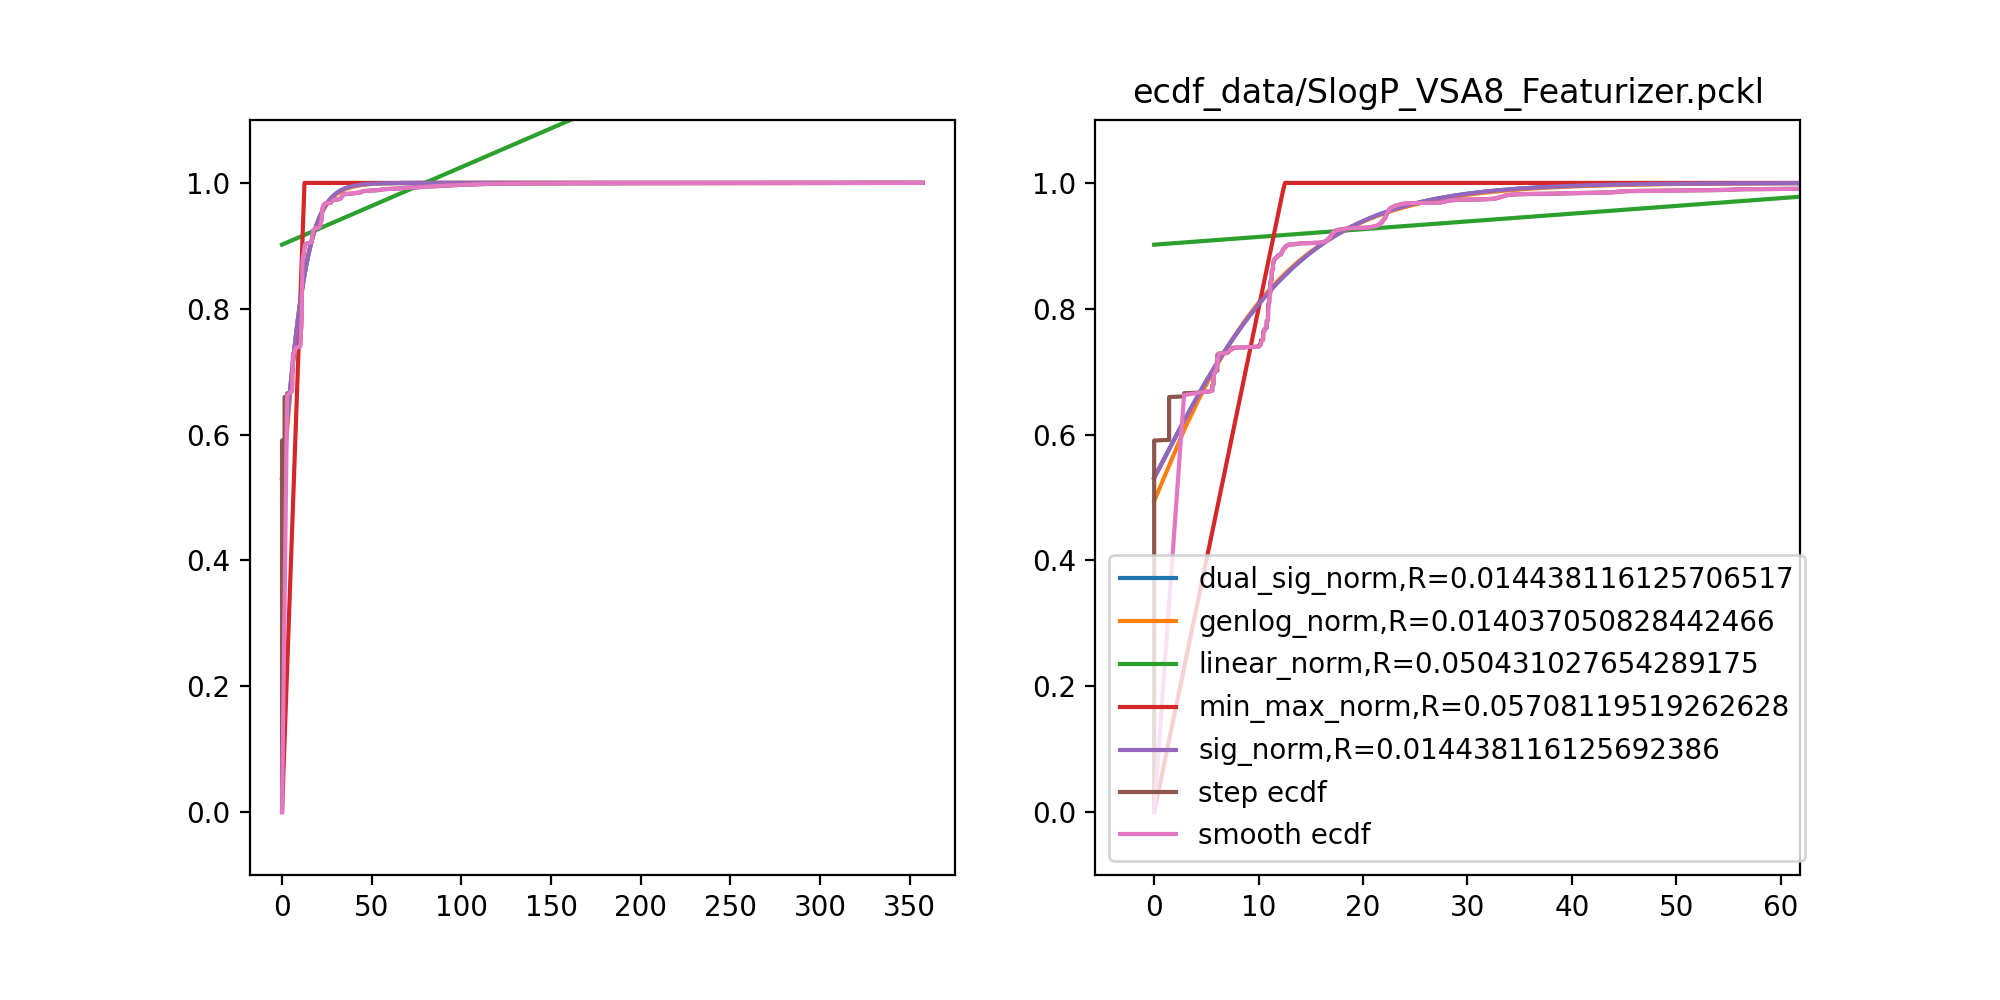 ecdf_data/SlogP_VSA8_Featurizer.pckl
1.0
0.8
0.6
0.4
0.2
0.0
0 50 100 150 200 250 300 350
1.0
0.8
0.6
0.4
0.2
0.0
0 10 20 30 40 50 60
dual_sig_norm,R=0.014438116125706517
genlog_norm,R=0.014037050828442466
linear_norm,R=0.050431027654289175
min_max_norm,R=0.05708119519262628
sig_norm,R=0.014438116125692386
step ecdf
smooth ecdf